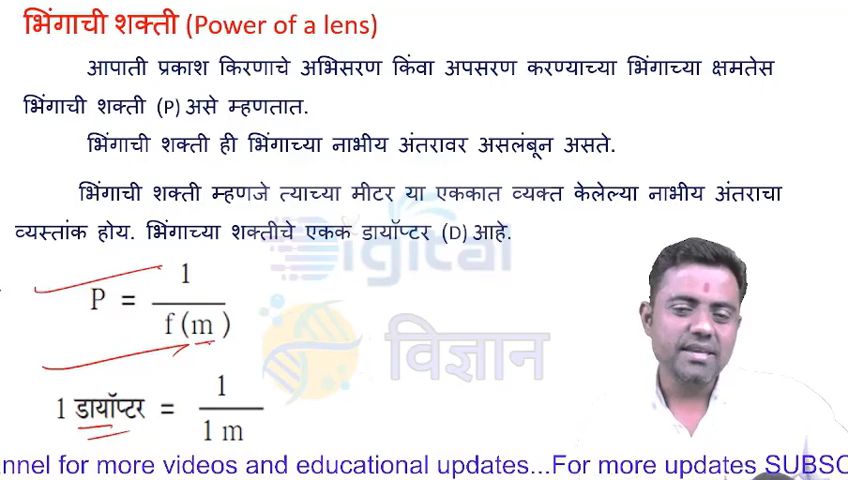 भिंगाची शक्ती (Power of a lens)
आपाती प्रकाश किरणाचे अभिसरण किंवा अपसरण करण्याच्या भिंगाच्या क्षमतेस
भिंगाची शक्ती (P) असे म्हणतात.
भिंगाची शक्ती ही भिंगाच्या नाभीय अंतरावर असलंबून असते.
भिंगाची शक्ती म्हणजे त्याच्या मीटर या एककात व्यक्त केलेल्या नाभीय अंतराचा
व्यस्तांक होय. भिंगाच्या शक्तीचे एकक डायॉप्टर (D) आहे.
Digital
विज्ञान
P = 1 / f (m)
1 डायॉप्टर = 1 / 1 m
for more videos and educational updates...For more updates